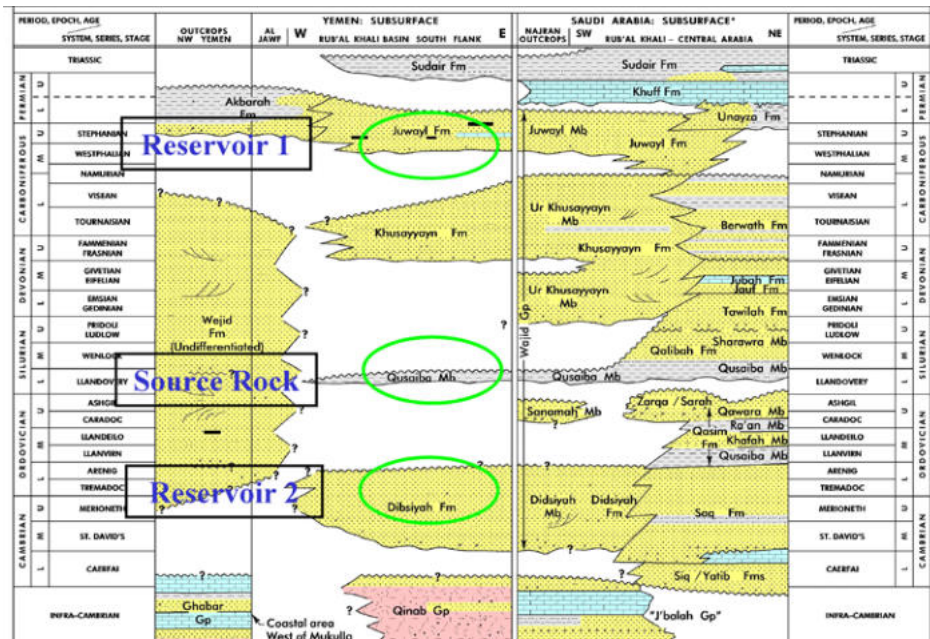 PERIOD, EPOCH, AGE
SYSTEM, SERIES, STAGE
OUTCROPS
NW YEMEN
AL
JAWF
YEMEN: SUBSURFACE
W
RUB'AL KHALI BASIN SOUTH FLANK
E
SAUDI ARABIA: SUBSURFACE*
NAJRAN
OUTCROPS
SW
RUB'AL KHALI – CENTRAL ARABIA
NE
PERIOD, EPOCH, AGE
SYSTEM, SERIES, STAGE
PERMIAN
U
L
CARBONIFEROUS
U
M
L
DEVONIAN
U
M
L
SILURIAN
U
M
L
ORDOVICIAN
U
M
L
CAMBRIAN
U
M
L
TRIASSIC
STEPHANIAN
WESTPHALIAN
NAMURIAN
VISEAN
TOURNAISIAN
FAMMENIAN
FRASNIAN
GIVETIAN
EIFELIAN
EMSIAN
GEDINIAN
PRIDOLI
LUDLOW
WENLOCK
LLANDOVERY
ASHGIL
CARADOC
LLANDEILO
LLANVIRN
ARENIG
TREMADOC
MERIONETH
ST. DAVID'S
CAERFAI
INFRA-CAMBRIAN
Akbarah
Fm
Reservoir 1
?
Wejid
Fm
(Undifferentiated)
Source Rock
Reservoir 2
?
?
Ghabar
Gp
Coastal area
West of Mukulla
Sudair Fm
Juwayl Fm
?
Khusayyayn Fm
?
?
?
Qusaiba Mb
?
?
?
Dibsiyah Fm
?
?
Qinab Gp
Sudair Fm
Khuff Fm
Unayza Fm
Juwayl Mb
Juwayl Fm
Ur Khusayyayn
Mb
Berwath Fm
Khusayyayn Fm
Ur Khusayyayn
Mb
Jubah Fm
Jauf Fm
Tawilah Fm
Wajid Gp
Sharawra Mb
Qalibah Fm
Qusaiba Mb
Qusaiba Mb
Zarqa / Sarah
Sanamah Mb
Qawara Mb
?
Qasim
Fm
Ra'an Mb
Khafah Mb
Qusaiba Mb
?
Didsiyah
Mb
Didsiyah
Fm
Saq Fm
?
?
Siq / Yatib Fms
?
"J'balah Gp"
TRIASSIC
STEPHANIAN
WESTPHALIAN
NAMURIAN
VISEAN
TOURNAISIAN
FAMMENIAN
FRASNIAN
GIVETIAN
EIFELIAN
EMSIAN
GEDINIAN
PRIDOLI
LUDLOW
WENLOCK
LLANDOVERY
ASHGIL
CARADOC
LLANDEILO
LLANVIRN
ARENIG
TREMADOC
MERIONETH
ST. DAVID'S
CAERFAI
INFRA-CAMBRIAN
PERMIAN
U
L
CARBONIFEROUS
U
M
L
DEVONIAN
U
M
L
SILURIAN
U
M
L
ORDOVICIAN
U
M
L
CAMBRIAN
U
M
L